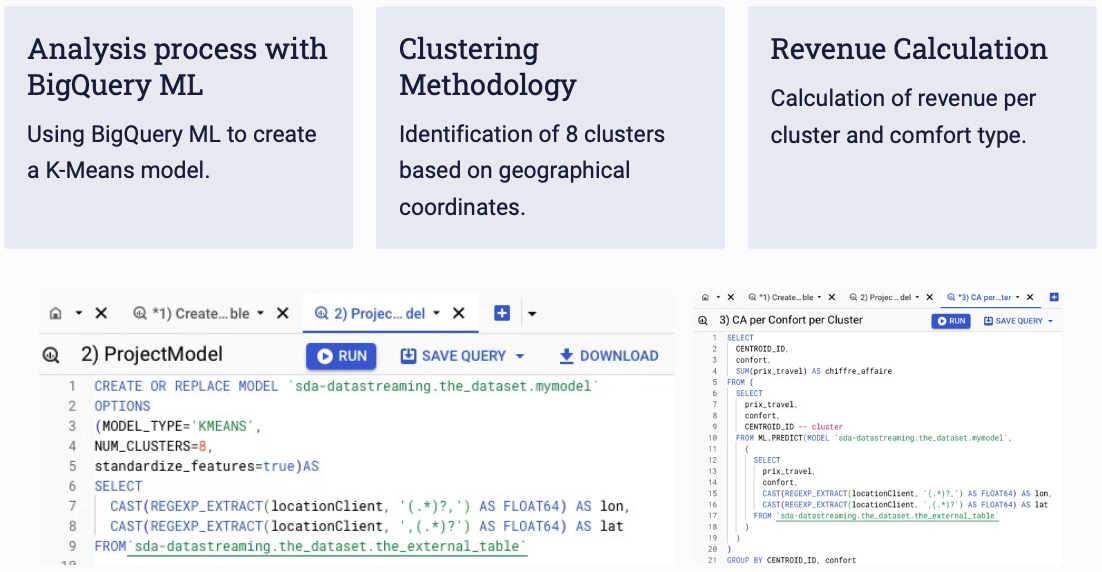 Analysis process with
BigQuery ML
Using BigQuery ML to create
a K-Means model.
Clustering
Methodology
Identification of 8 clusters
based on geographical
coordinates.
Revenue Calculation
Calculation of revenue per
cluster and comfort type.
*1) Create...ble
2) Projec... del
2) ProjectModel
RUN
SAVE QUERY
DOWNLOAD
1 CREATE OR REPLACE MODEL `sda-datastreaming.the_dataset.mymodel`
2 OPTIONS
3 (MODEL_TYPE='KMEANS',
4 NUM_CLUSTERS=8,
5 standardize_features=true)AS
6 SELECT
7 CAST(REGEXP_EXTRACT(locationClient, '(.*)?,') AS FLOAT64) AS lon,
8 CAST(REGEXP_EXTRACT(locationClient, ',(.*)?') AS FLOAT64) AS lat
9 FROM`sda-datastreaming.the_dataset.the_external_table`
10
*1) Create...ble
2) Projec... del
*3) CA per...ter
3) CA per Confort per Cluster
RUN
SAVE QUERY
1 SELECT
2 CENTROID_ID,
3 confort,
4 SUM(prix_travel) AS chiffre_affaire
5 FROM (
6 SELECT
7 prix_travel,
8 confort,
9 CENTROID_ID -- cluster
10 FROM ML.PREDICT(MODEL `sda-datastreaming.the_dataset.mymodel`,
11 (
12 SELECT
13 prix_travel,
14 confort,
15 CAST(REGEXP_EXTRACT(locationClient, '(.*)?,') AS FLOAT64) AS lon,
16 CAST(REGEXP_EXTRACT(locationClient, ',(.*)?') AS FLOAT64) AS lat
17 FROM `sda-datastreaming.the_dataset.the_external_table`
18 )
19 )
20 )
21 GROUP BY CENTROID_ID, confort